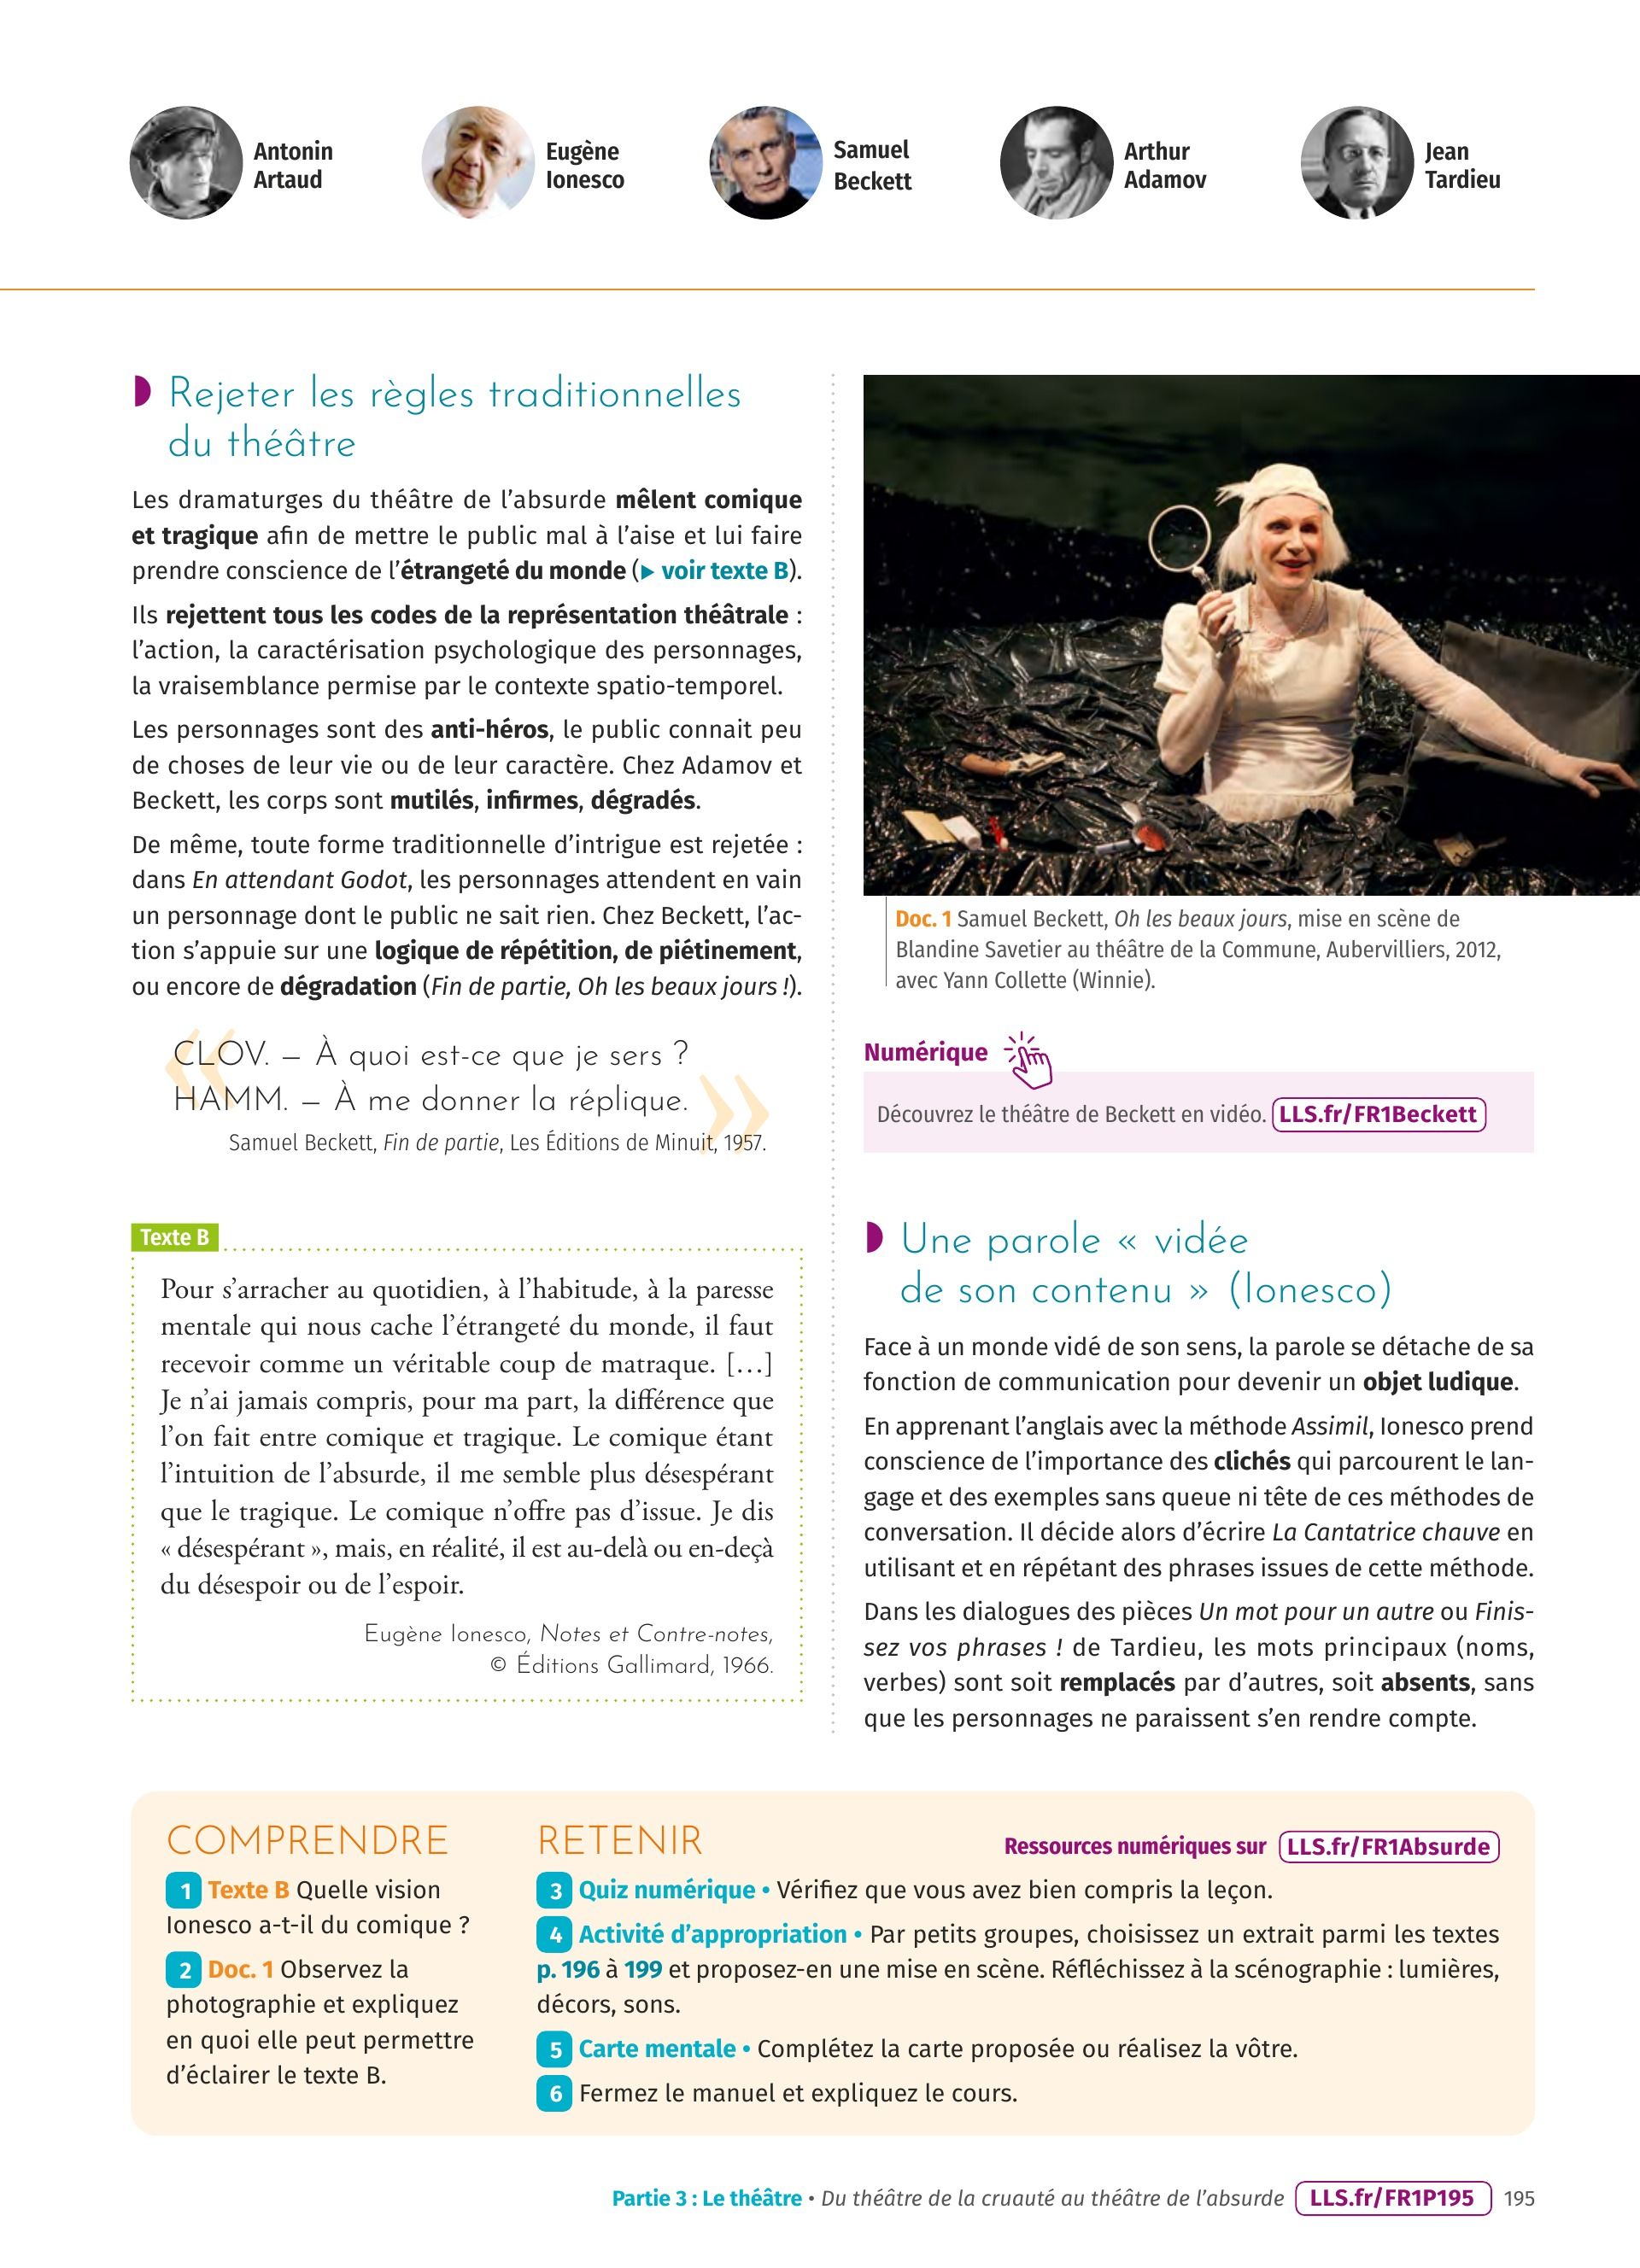 Antonin
Artaud
Eugène
Ionesco
Samuel
Beckett
Arthur
Adamov
Jean
Tardieu
Rejeter les règles traditionnelles
du théâtre
Les dramaturges du théâtre de l’absurde mêlent comique
et tragique afin de mettre le public mal à l’aise et lui faire
prendre conscience de l’étrangeté du monde (▸ voir texte B).
Ils rejettent tous les codes de la représentation théâtrale :
l’action, la caractérisation psychologique des personnages,
la vraisemblance permise par le contexte spatio-temporel.
Les personnages sont des anti-héros, le public connait peu
de choses de leur vie ou de leur caractère. Chez Adamov et
Beckett, les corps sont mutilés, infirmes, dégradés.
De même, toute forme traditionnelle d’intrigue est rejetée :
dans En attendant Godot, les personnages attendent en vain
un personnage dont le public ne sait rien. Chez Beckett, l’ac-
tion s’appuie sur une logique de répétition, de piétinement,
ou encore de dégradation (Fin de partie, Oh les beaux jours !).
« CLOV. – À quoi est-ce que je sers ?
HAMM. – À me donner la réplique. »
Samuel Beckett, Fin de partie, Les Éditions de Minuit, 1957.
Texte B
Pour s’arracher au quotidien, à l’habitude, à la paresse
mentale qui nous cache l’étrangeté du monde, il faut
recevoir comme un véritable coup de matraque. […]
Je n’ai jamais compris, pour ma part, la différence que
l’on fait entre comique et tragique. Le comique étant
l’intuition de l’absurde, il me semble plus désespérant
que le tragique. Le comique n’offre pas d’issue. Je dis
« désespérant », mais, en réalité, il est au-delà ou en-deçà
du désespoir ou de l’espoir.
Eugène Ionesco, Notes et Contre-notes,
© Éditions Gallimard, 1966.
Doc. 1 Samuel Beckett, Oh les beaux jours, mise en scène de
Blandine Savetier au théâtre de la Commune, Aubervilliers, 2012,
avec Yann Collette (Winnie).
Numérique
Découvrez le théâtre de Beckett en vidéo. LLS.fr/FR1Beckett
Une parole « vidée
de son contenu » (Ionesco)
Face à un monde vidé de son sens, la parole se détache de sa
fonction de communication pour devenir un objet ludique.
En apprenant l’anglais avec la méthode Assimil, Ionesco prend
conscience de l’importance des clichés qui parcourent le lan-
gage et des exemples sans queue ni tête de ces méthodes de
conversation. Il décide alors d’écrire La Cantatrice chauve en
utilisant et en répétant des phrases issues de cette méthode.
Dans les dialogues des pièces Un mot pour un autre ou Finis-
sez vos phrases ! de Tardieu, les mots principaux (noms,
verbes) sont soit remplacés par d’autres, soit absents, sans
que les personnages ne paraissent s’en rendre compte.
COMPRENDRE
1 Texte B Quelle vision
Ionesco a-t-il du comique ?
2 Doc. 1 Observez la
photographie et expliquez
en quoi elle peut permettre
d’éclairer le texte B.
RETENIR
Ressources numériques sur LLS.fr/FR1Absurde
3 Quiz numérique • Vérifiez que vous avez bien compris la leçon.
4 Activité d’appropriation • Par petits groupes, choisissez un extrait parmi les textes
p. 196 à 199 et proposez-en une mise en scène. Réfléchissez à la scénographie : lumières,
décors, sons.
5 Carte mentale • Complétez la carte proposée ou réalisez la vôtre.
6 Fermez le manuel et expliquez le cours.
Partie 3 : Le théâtre • Du théâtre de la cruauté au théâtre de l’absurde LLS.fr/FR1P195 195